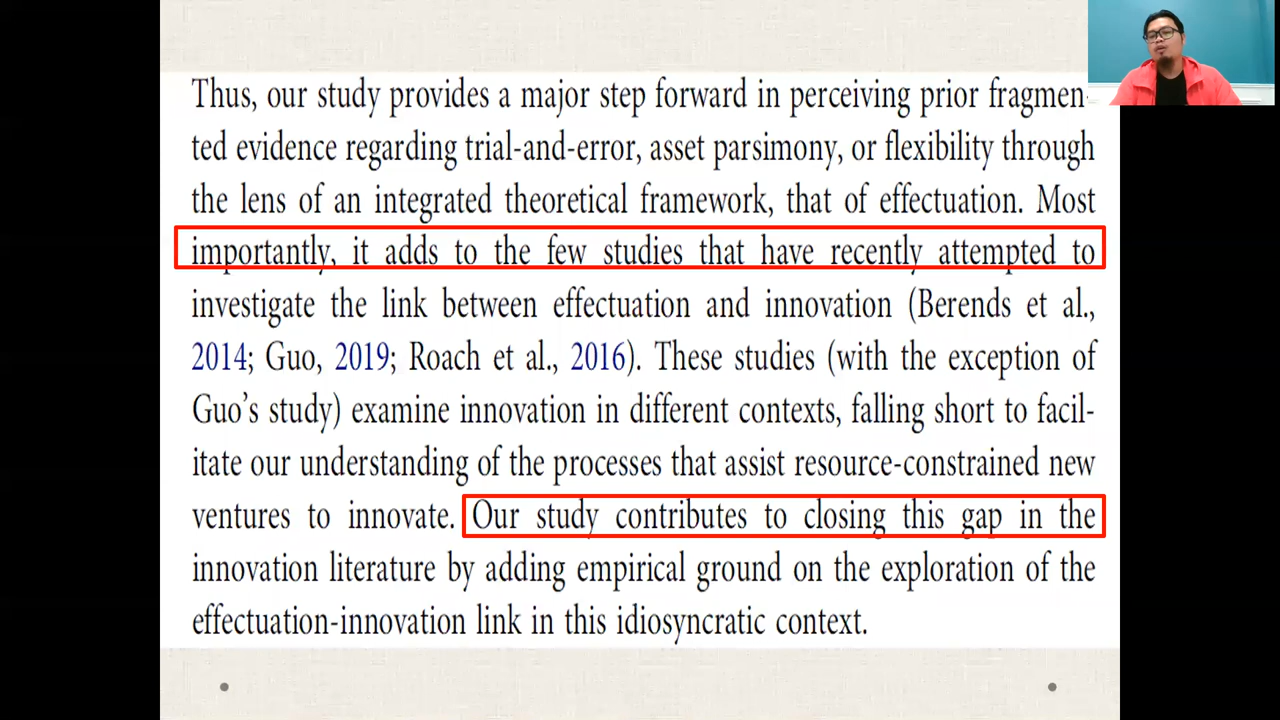 Thus, our study provides a major step forward in perceiving prior fragmen-
ted evidence regarding trial-and-error, asset parsimony, or flexibility through
the lens of an integrated theoretical framework, that of effectuation. Most
importantly, it adds to the few studies that have recently attempted to
investigate the link between effectuation and innovation (Berends et al.,
2014; Guo, 2019; Roach et al., 2016). These studies (with the exception of
Guo’s study) examine innovation in different contexts, falling short to facil-
itate our understanding of the processes that assist resource-constrained new
ventures to innovate. Our study contributes to closing this gap in the
innovation literature by adding empirical ground on the exploration of the
effectuation-innovation link in this idiosyncratic context.